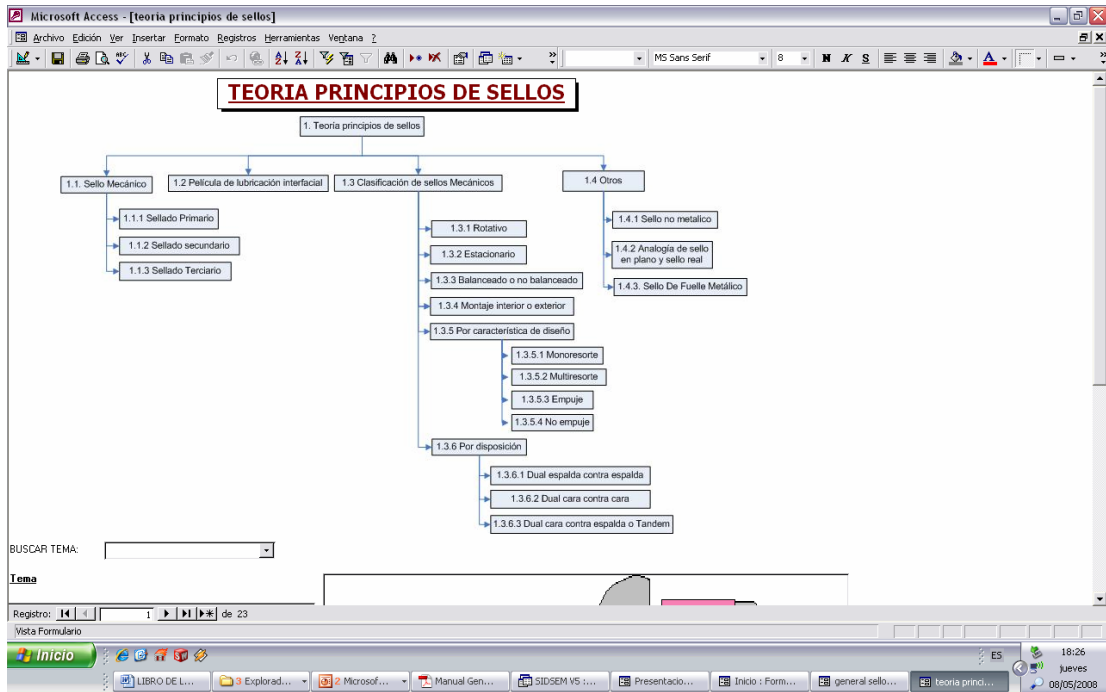 Microsoft Access - [teoria principios de sellos]
Archivo Edición Ver Insertar Formato Registros Herramientas Ventana ?
MS Sans Serif 8 N K S
TEORIA PRINCIPIOS DE SELLOS
1. Teoría principios de sellos
1.1. Sello Mecánico
1.2 Película de lubricación interfacial
1.3 Clasificación de sellos Mecánicos
1.4 Otros
1.1.1 Sellado Primario
1.1.2 Sellado secundario
1.1.3 Sellado Terciario
1.3.1 Rotativo
1.3.2 Estacionario
1.3.3 Balanceado o no balanceado
1.3.4 Montaje interior o exterior
1.3.5 Por característica de diseño
1.3.5.1 Monoresorte
1.3.5.2 Multiresorte
1.3.5.3 Empuje
1.3.5.4 No empuje
1.3.6 Por disposición
1.3.6.1 Dual espalda contra espalda
1.3.6.2 Dual cara contra cara
1.3.6.3 Dual cara contra espalda o Tandem
1.4.1 Sello no metalico
1.4.2 Analogía de sello
en plano y sello real
1.4.3. Sello De Fuelle Metálico
BUSCAR TEMA:
Tema
Registro: 1 de 23
Vista Formulario
Inicio
ES
18:26
jueves
08/05/2008
LIBRO DE L...
3 Explorad...
2 Microsof...
Manual Gen...
SIDSEM V5 :...
Presentacio...
Inicio : Form...
general sello...
teoria princi...